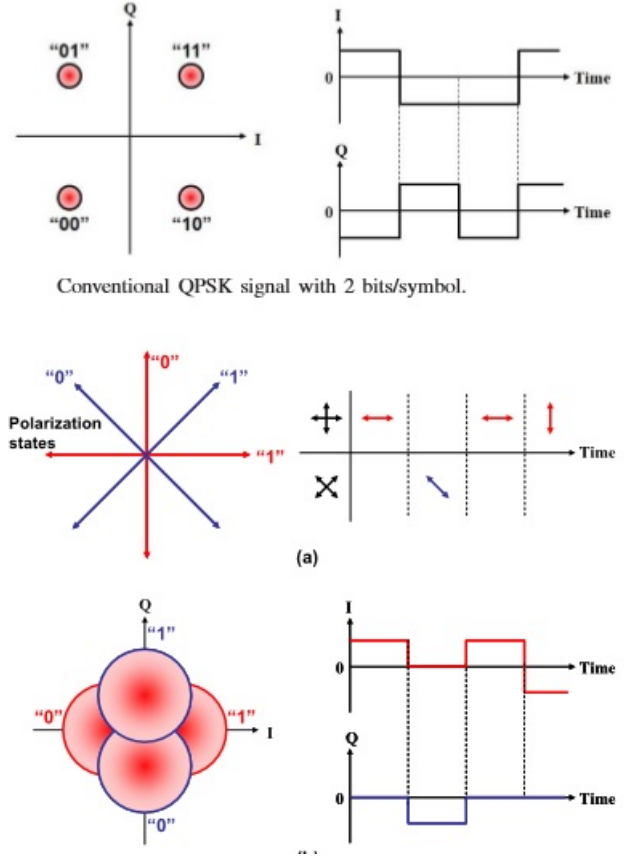 Q
“01” “11”
I
“00” “10”
I
0 Time
Q
0 Time
Conventional QPSK signal with 2 bits/symbol.
“0” “0” “1”
Polarization
states
“1”
Time
(a)
Q
“1”
“0” “1” I
“0”
I
0 Time
Q
0 Time